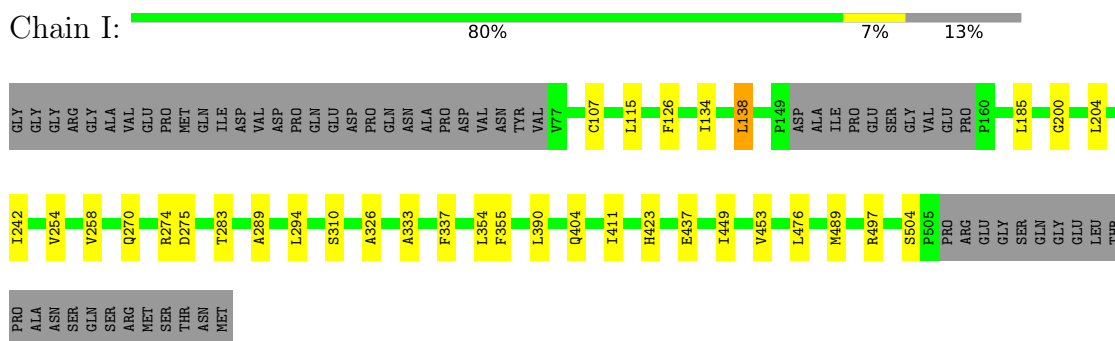 Chain I:
80% 7% 13%
GLY GLY GLY ARG GLY ALA VAL GLU PRO MET GLN ILE ASP VAL ASP PRO GLN GLU ASP PRO GLN ASN ALA PRO ASP VAL ASN TYR VAL V77 C107 L115 F126 I134 L138 P149 ASP ALA ILE PRO GLU SER GLY VAL GLU PRO P160 L185 G200 L204
I242 V254 V258 Q270 R274 D275 T283 A289 L294 S310 A326 A333 F337 L354 F355 L390 Q404 I411 H423 E437 I449 V453 L476 M489 R497 S504 P505 PRO ARG GLU GLY SER GLN GLY GLU LEU THR
PRO ALA ASN SER GLN SER ARG MET SER THR ASN MET